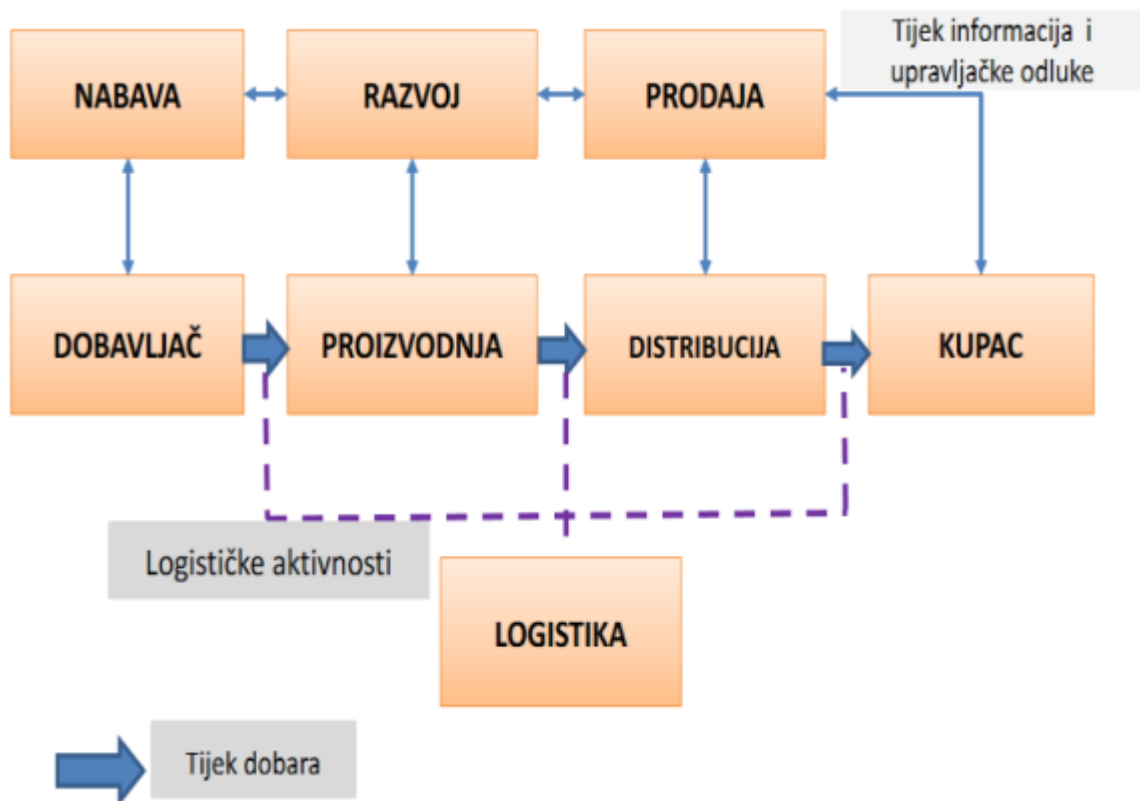 Tijek informacija i
upravljačke odluke
NABAVA
RAZVOJ
PRODAJA
DOBAVLJAČ
PROIZVODNJA
DISTRIBUCIJA
KUPAC
Logističke aktivnosti
LOGISTIKA
Tijek dobara